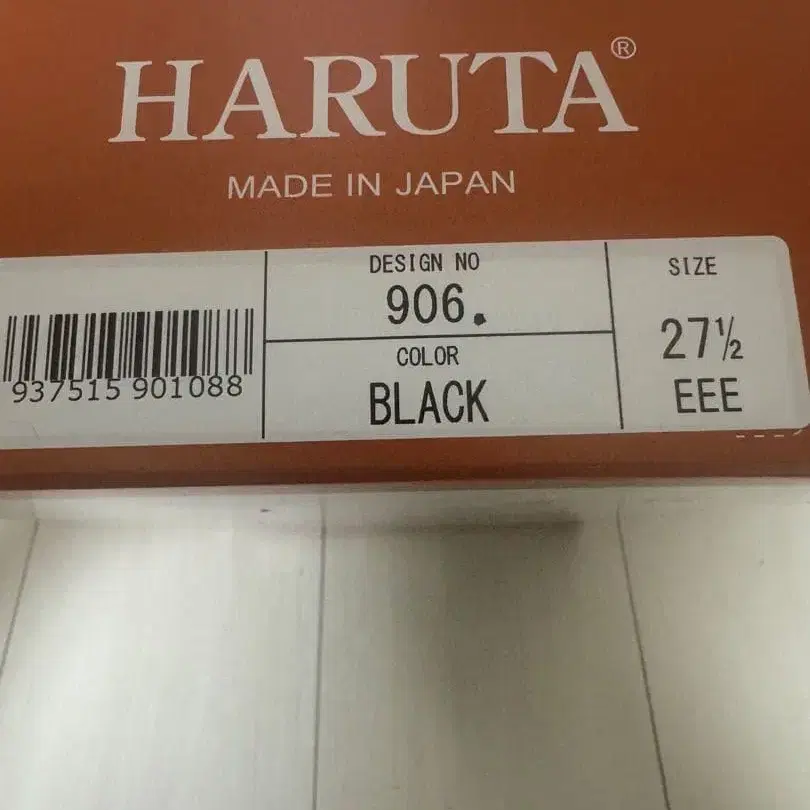 HARUTA®
MADE IN JAPAN
937515 901088
DESIGN NO
906.
COLOR
BLACK
SIZE
27½
EEE